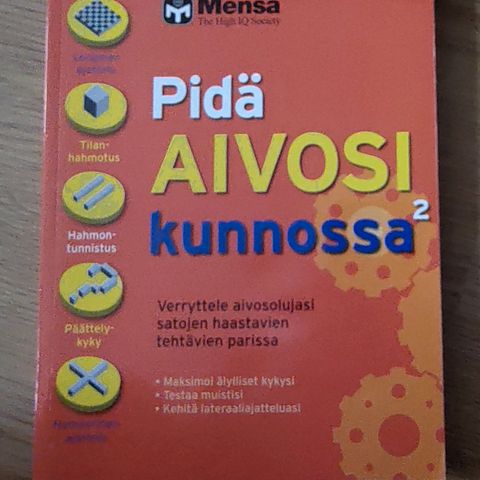 Mensa
The High IQ Society
Pidä
AIVOSI
kunnossa²
Tilan-
hahmotus
Hahmon-
tunnistus
Päättely-
kyky
Verryttele aivosolujasi
satojen haastavien
tehtävien parissa
• Maksimoi älylliset kykysi
• Testaa muistisi
• Kehitä lateraaliajatteluasi